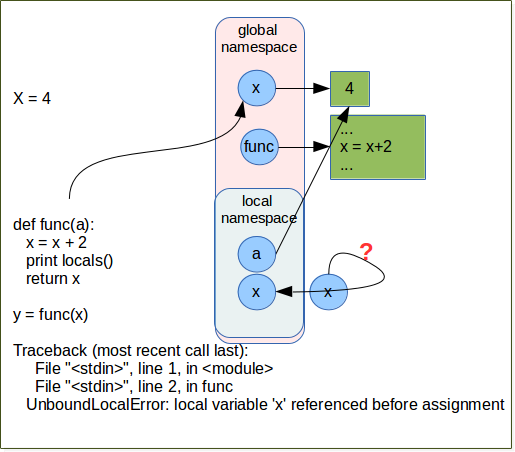 global
namespace
x
4
X = 4
func
...
x = x+2
...
local
namespace
def func(a):
x = x + 2
print locals()
return x
a
?
x
x
y = func(x)
Traceback (most recent call last):
File "<stdin>", line 1, in <module>
File "<stdin>", line 2, in func
UnboundLocalError: local variable 'x' referenced before assignment